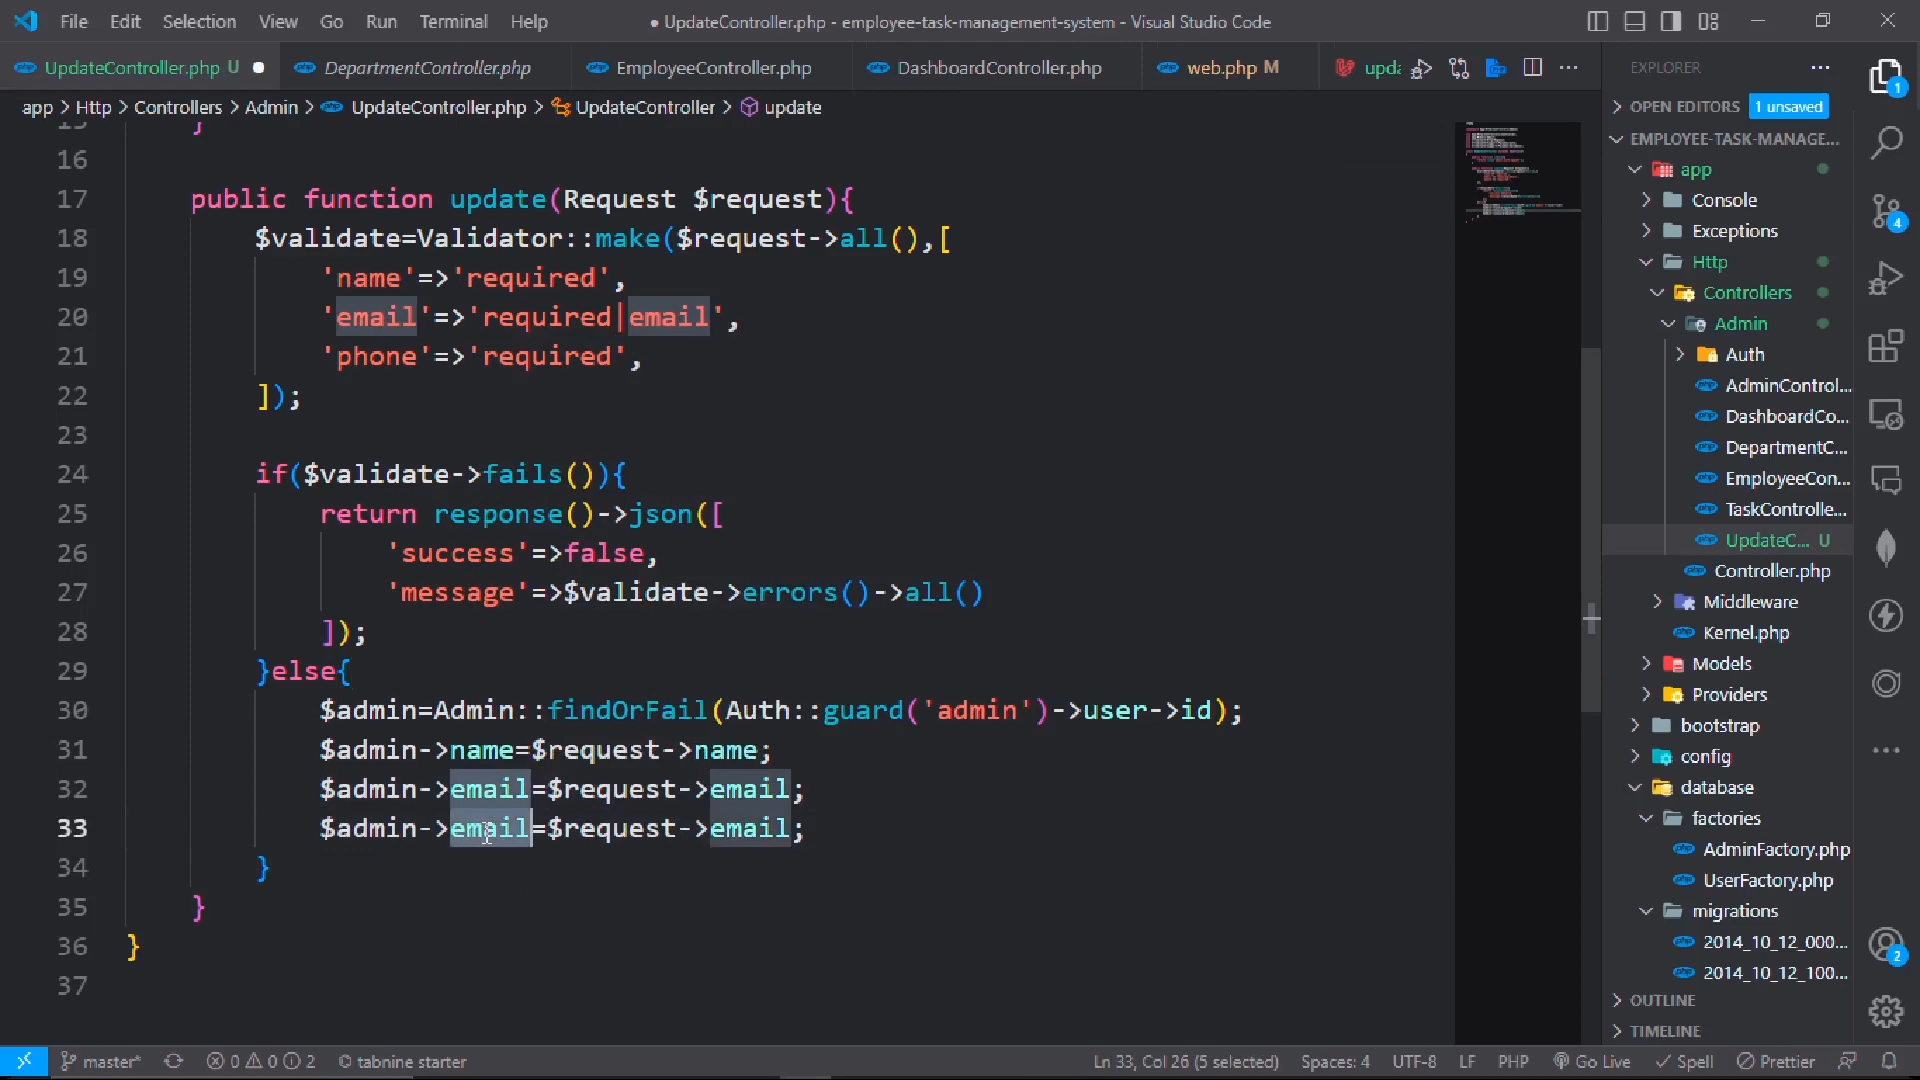 File Edit Selection View Go Run Terminal Help
● UpdateController.php - employee-task-management-system - Visual Studio Code
UpdateController.php U ●
DepartmentController.php
EmployeeController.php
DashboardController.php
web.php M
upda
app > Http > Controllers > Admin > UpdateController.php > UpdateController > update
15 }
16
17 public function update(Request $request){
18 $validate=Validator::make($request->all(),[
19 'name'=>'required',
20 'email'=>'required|email',
21 'phone'=>'required',
22 ]);
23
24 if($validate->fails()){
25 return response()->json([
26 'success'=>false,
27 'message'=>$validate->errors()->all()
28 ]);
29 }else{
30 $admin=Admin::findOrFail(Auth::guard('admin')->user->id);
31 $admin->name=$request->name;
32 $admin->email=$request->email;
33 $admin->email=$request->email;
34 }
35 }
36 }
37
EXPLORER
OPEN EDITORS 1 unsaved
EMPLOYEE-TASK-MANAGE...
app
Console
Exceptions
Http
Controllers
Admin
Auth
AdminControl...
DashboardCo...
DepartmentC...
EmployeeCon...
TaskControlle...
UpdateC... U
Controller.php
Middleware
Kernel.php
Models
Providers
bootstrap
config
database
factories
AdminFactory.php
UserFactory.php
migrations
2014_10_12_000...
2014_10_12_100...
OUTLINE
TIMELINE
1
4
2
master* 0 0 2 tabnine starter
Ln 33, Col 26 (5 selected) Spaces: 4 UTF-8 LF PHP Go Live Spell Prettier